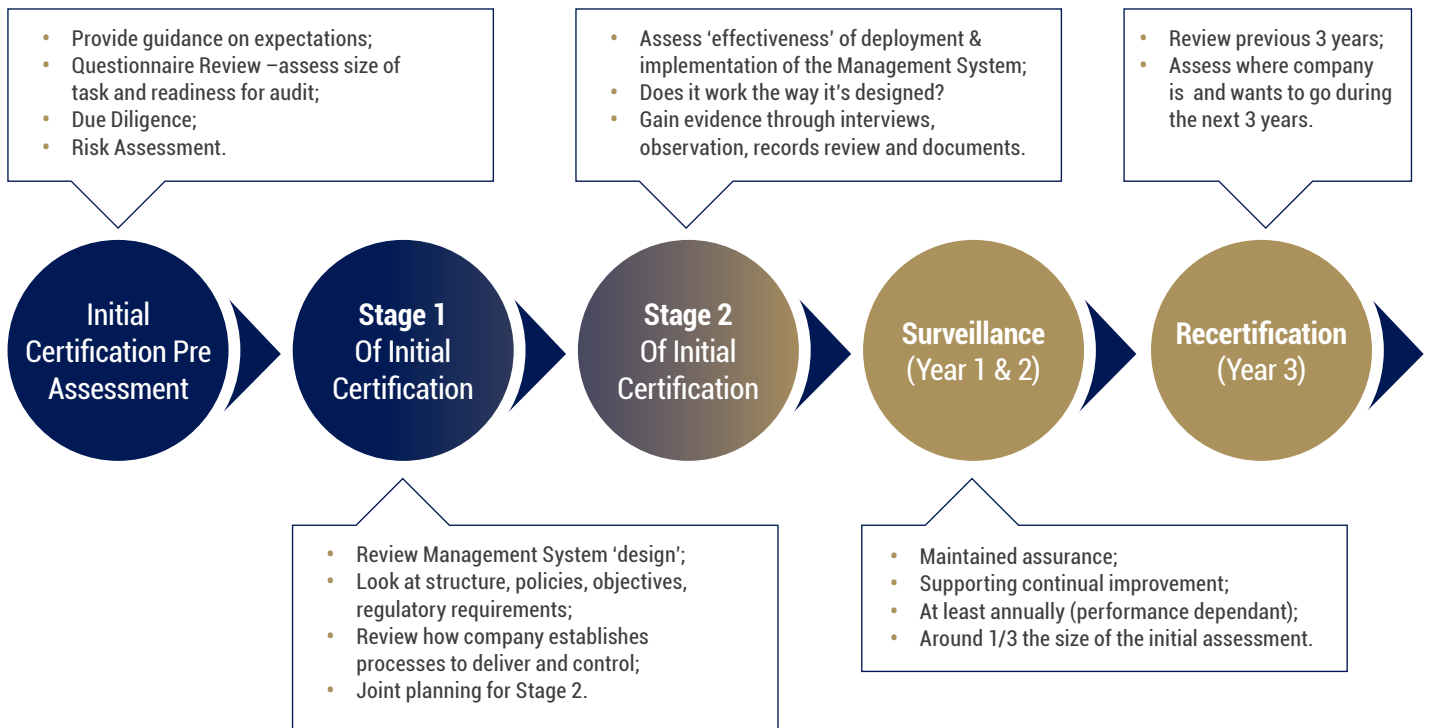 • Provide guidance on expectations;
• Questionnaire Review –assess size of
task and readiness for audit;
• Due Diligence;
• Risk Assessment.
• Assess ‘effectiveness’ of deployment &
implementation of the Management System;
• Does it work the way it’s designed?
• Gain evidence through interviews,
observation, records review and documents.
• Review previous 3 years;
• Assess where company
is and wants to go during
the next 3 years.
Initial
Certification Pre
Assessment
Stage 1
Of Initial
Certification
Stage 2
Of Initial
Certification
Surveillance
(Year 1 & 2)
Recertification
(Year 3)
• Review Management System ‘design’;
• Look at structure, policies, objectives,
regulatory requirements;
• Review how company establishes
processes to deliver and control;
• Joint planning for Stage 2.
• Maintained assurance;
• Supporting continual improvement;
• At least annually (performance dependant);
• Around 1/3 the size of the initial assessment.